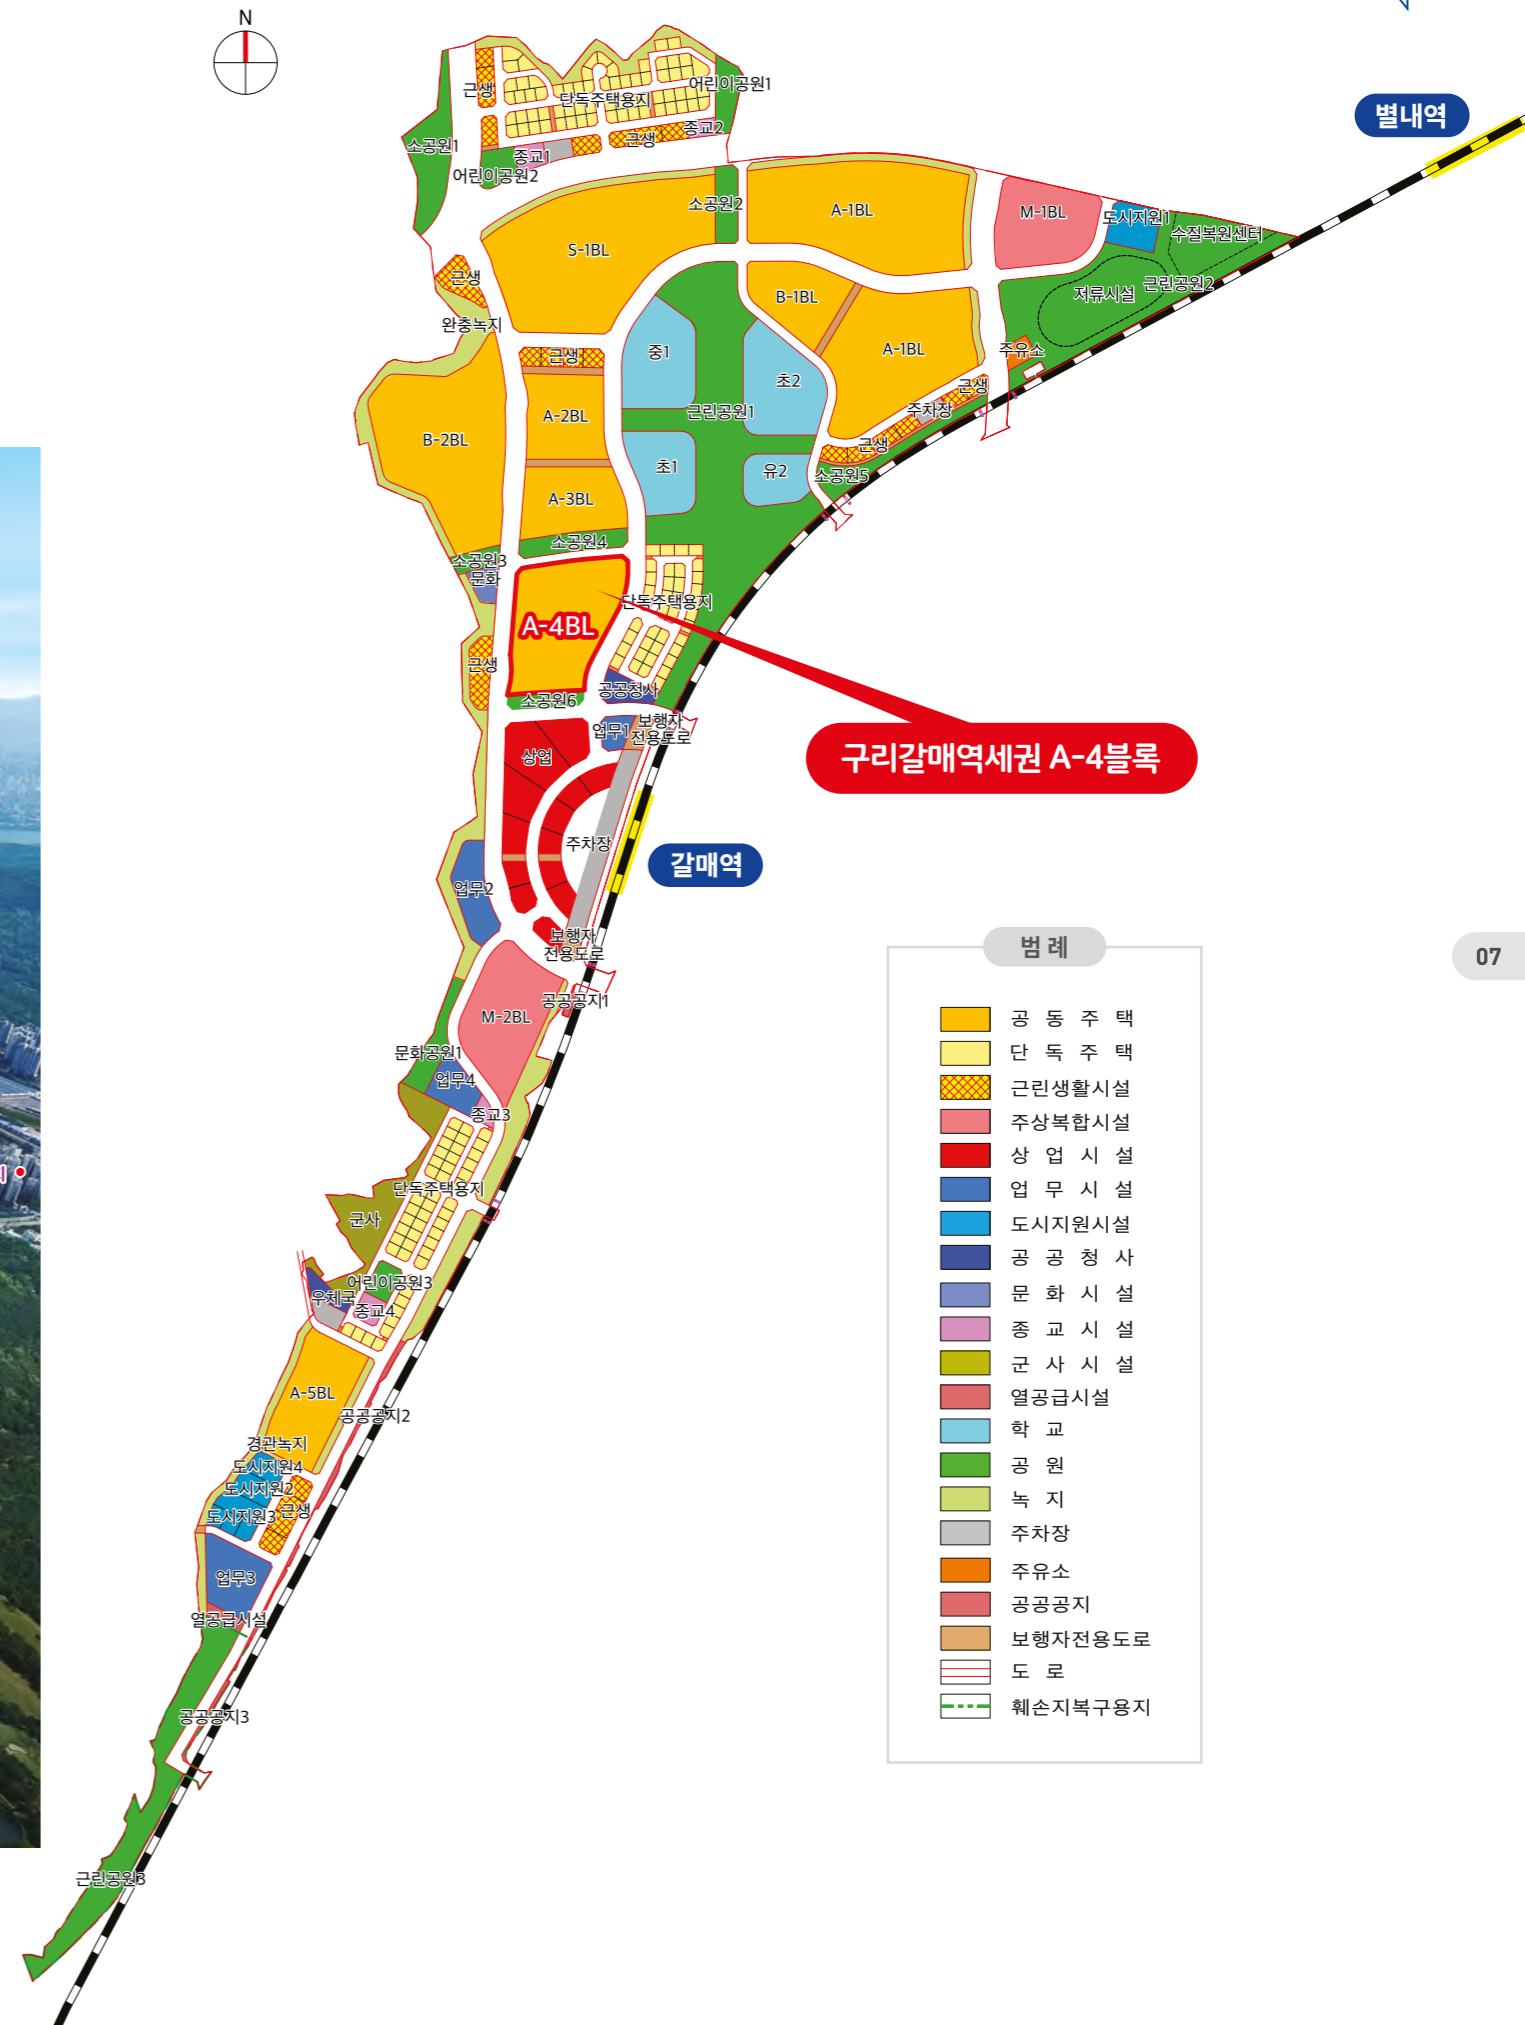 N
별내역
근생
단독주택용지
어린이공원1
종교2
근생
소공원1
종교1
어린이공원2
소공원2
A-1BL
M-1BL
도시지원1
수질복원센터
S-1BL
근생
근린공원2
저류시설
B-1BL
완충녹지
중1
A-1BL
주유소
근생
초2
근생
주차장
근린공원1
A-2BL
B-2BL
근생
초1
유2
소공원5
A-3BL
소공원4
소공원3
문화
단독주택용지
A-4BL
근생
공공청사
소공원6
보행자
전용도로
업무1
상업
구리갈매역세권 A-4블록
주차장
갈매역
업무2
보행자
전용도로
공공공지1
M-2BL
문화공원1
업무4
종교3
단독주택용지
군사
어린이공원3
우체국
종교4
A-5BL
공공공지2
경관녹지
도시지원4
도시지원2
근생
도시지원3
업무3
열공급시설
공공공지3
근린공원3
범 례
공 동 주 택
단 독 주 택
근린생활시설
주상복합시설
상 업 시 설
업 무 시 설
도시지원시설
공 공 청 사
문 화 시 설
종 교 시 설
군 사 시 설
열공급시설
학 교
공 원
녹 지
주차장
주유소
공공공지
보행자전용도로
도 로
훼손지복구용지
07